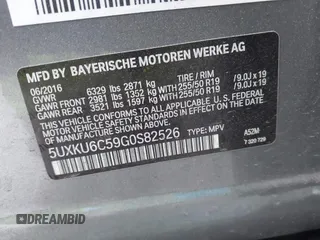 MFD BY BAYERISCHE MOTOREN WERKE AG
06/2016 TIRE / RIM
GVWR 6329 lbs 2871 kg
GAWR FRONT 2981 lbs 1352 kg 255/50 R19 / 9.0J x 19
GAWR REAR 3521 lbs 1597 kg 255/50 R19 / 9.0J x 19
THIS VEHICLE CONFORMS TO ALL APPLICABLE U.S. FEDERAL MOTOR VEHICLE SAFETY
STANDARDS IN EFFECT ON THE DATE OF MANUFACTURE SHOWN ABOVE.
5UXKU6C59G0S82526 TYPE: MPV
A52M
7 320 729
DREAMBID